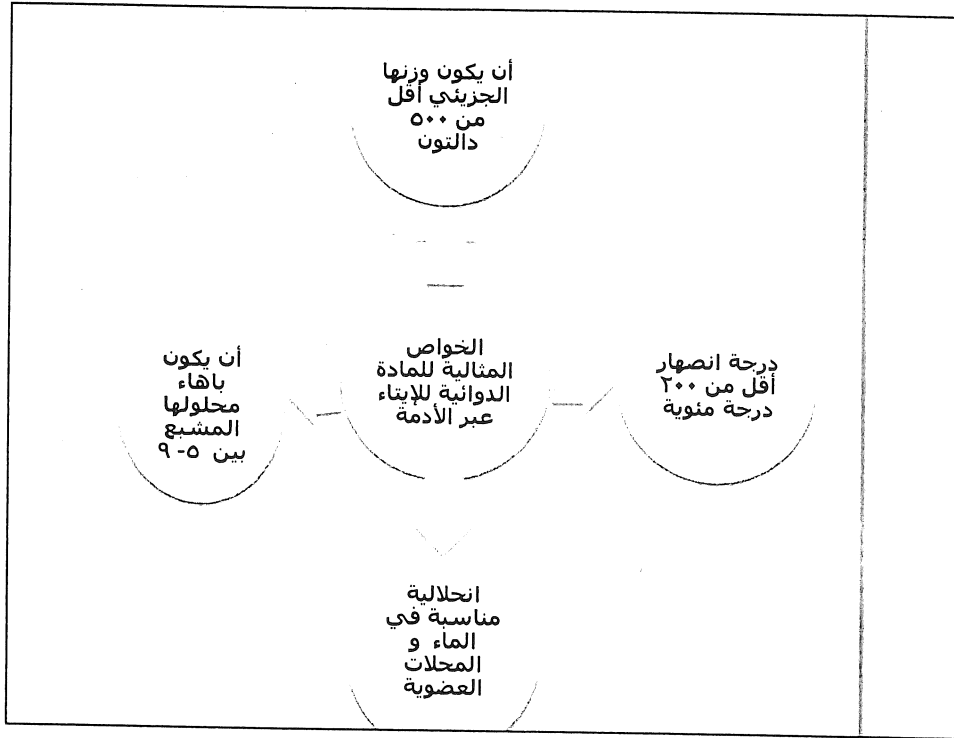 أن يكون وزنها
الجزيئي أقل
من ٥٠٠
دالتون
الخواص
المثالية للمادة
الدوائية للإيتاء
عبر الأدمة
درجة انصهار
أقل من ٢٠٠
درجة مئوية
أن يكون
باهاء
محلولها
المشبع
بين ٥- ٩
انحلالية
مناسبة في
الماء و
المحلات
العضوية